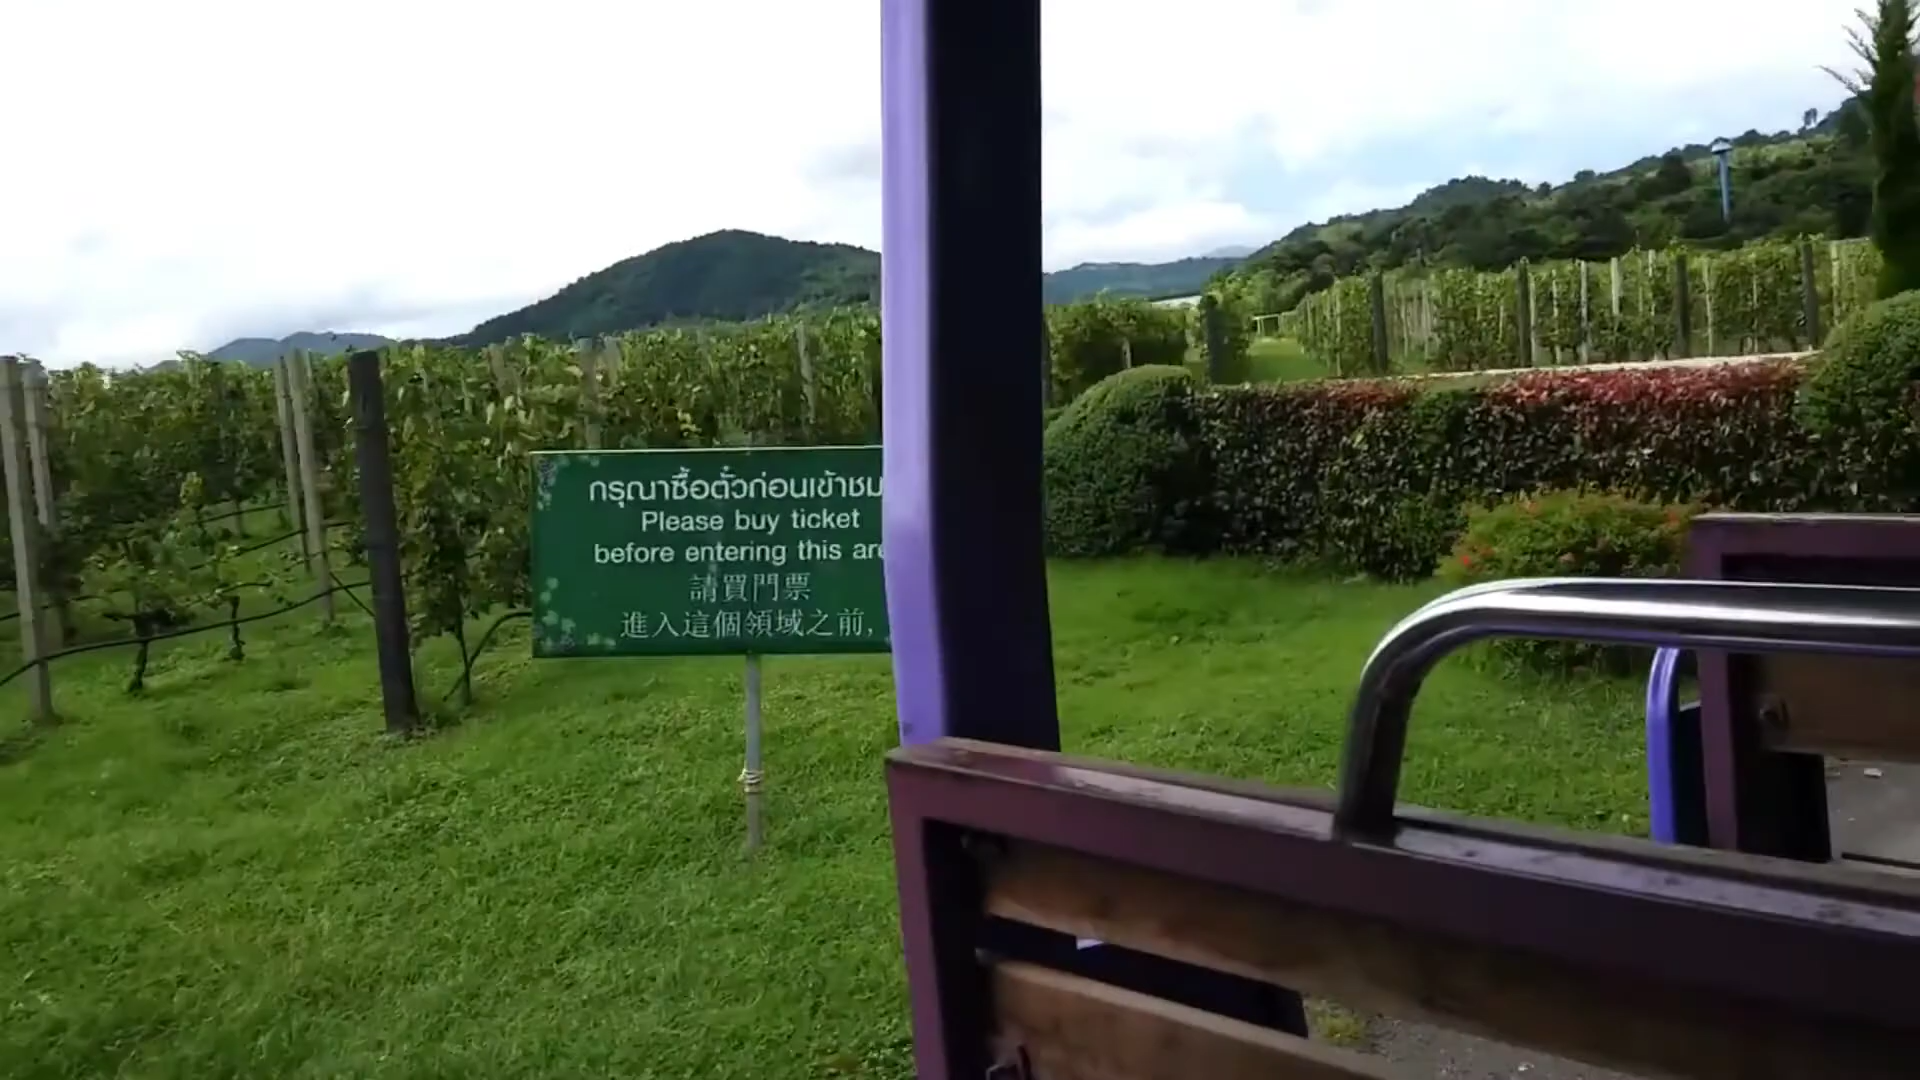 กรุณาซื้อตั๋วก่อนเข้าชม
Please buy ticket
before entering this
請買門票
進入這個領域之前,